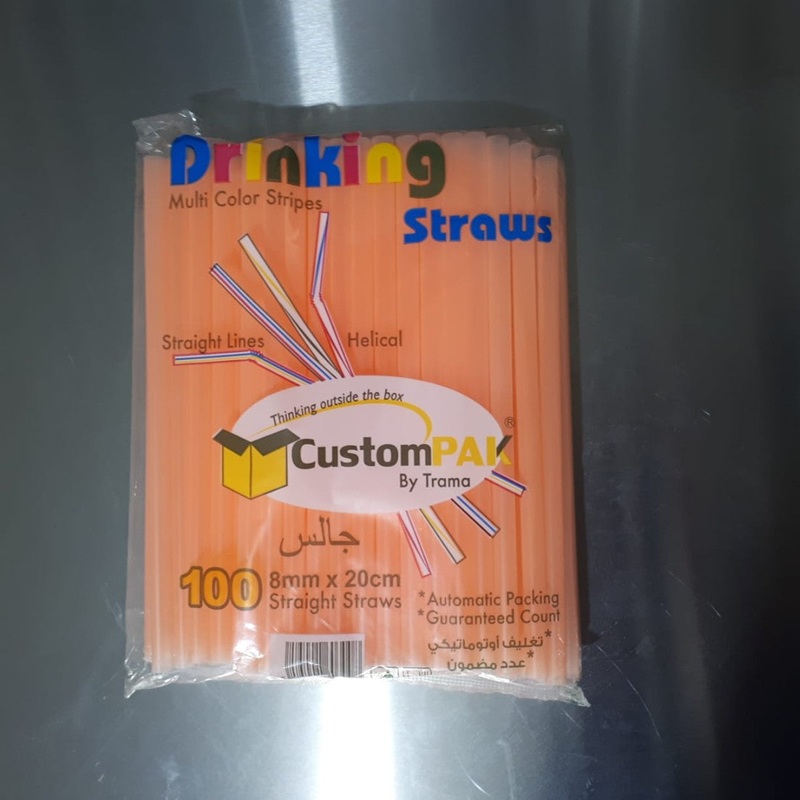 Drinking
Multi Color Stripes
Straws
Straight Lines
Helical
Thinking outside the box
CustomPAK®
By Trama
جالس
100 8mm x 20cm
Straight Straws
*Automatic Packing
*Guaranteed Count
*تغليف أوتوماتيكي
*عدد مضمون